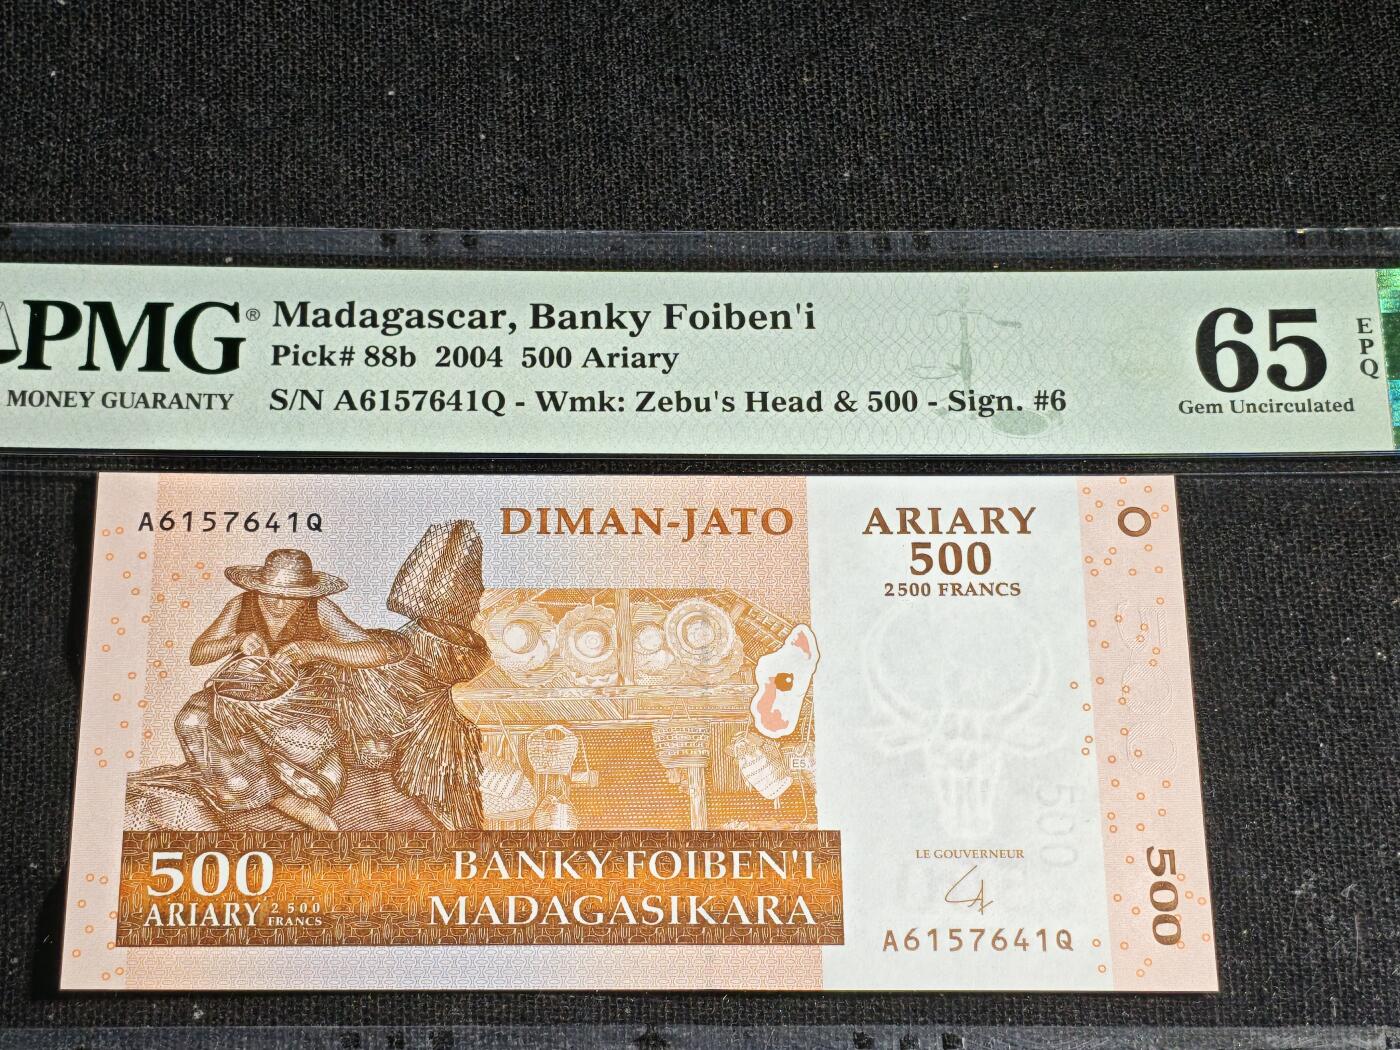 PMG®
MONEY GUARANTY
Madagascar, Banky Foiben'i
Pick# 88b 2004 500 Ariary
S/N A6157641Q - Wmk: Zebu's Head & 500 - Sign. #6
65
EPQ
Gem Uncirculated
A6157641Q
DIMAN-JATO
ARIARY
500
2500 FRANCS
500
ARIARY
2 500
FRANCS
BANKY FOIBEN'I
MADAGASIKARA
LE GOUVERNEUR
500
A6157641Q
500